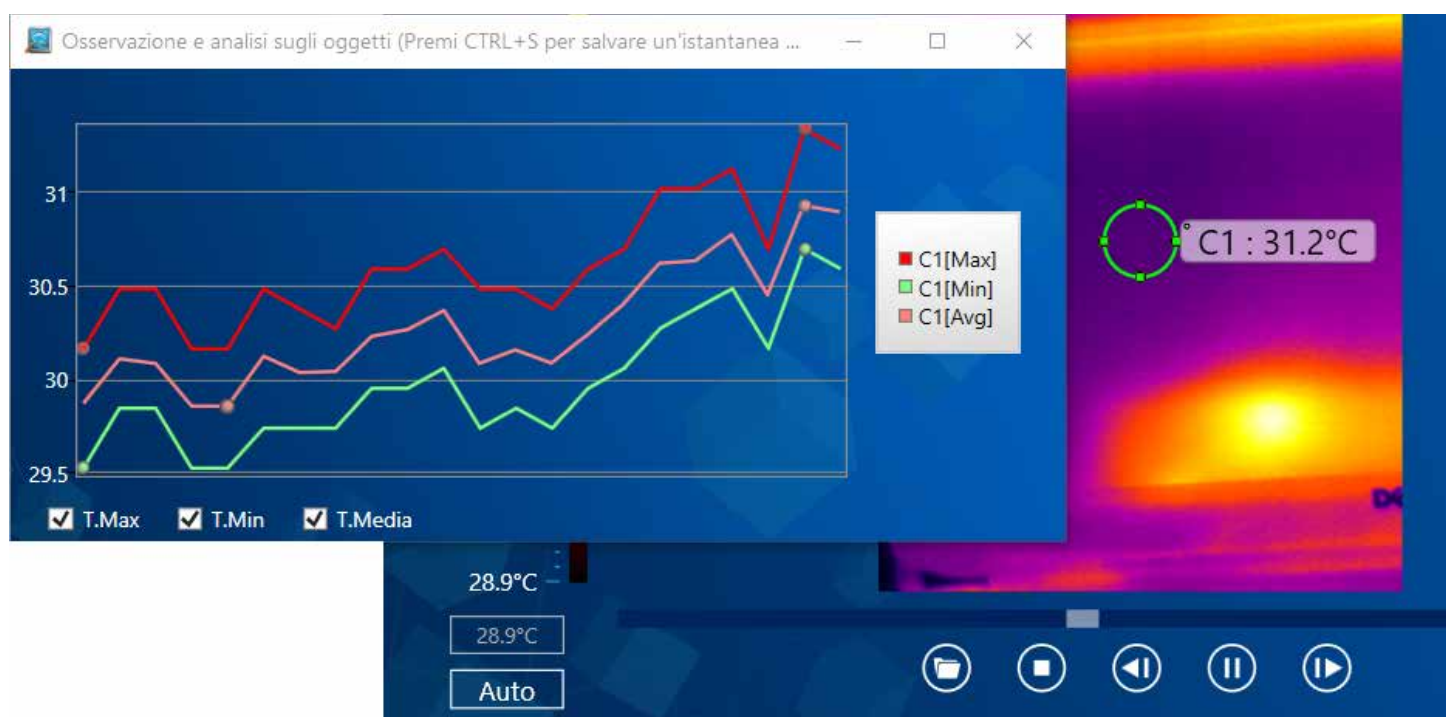 Osservazione e analisi sugli oggetti (Premi CTRL+S per salvare un'istantanea ...
31
30.5
30
29.5
C1[Max]
C1[Min]
C1[Avg]
T.Max T.Min T.Media
C1 : 31.2°C
28.9°C
28.9°C
Auto